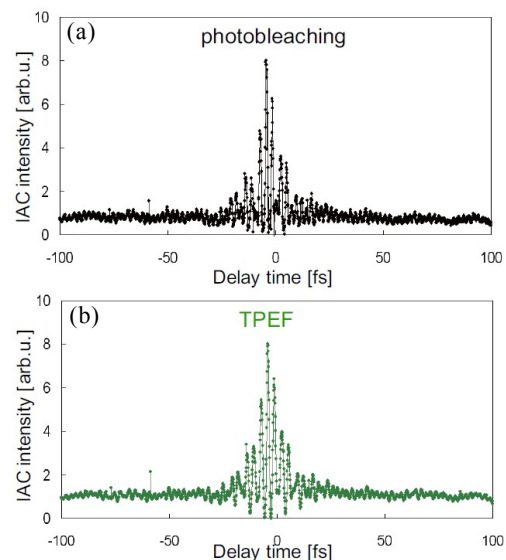 (a)
photobleaching
IAC intensity [arb.u.]
10
8
6
4
2
0
-100
-50
0
50
100
Delay time [fs]
(b)
TPEF
IAC intensity [arb.u.]
10
8
6
4
2
0
-100
-50
0
50
100
Delay time [fs]